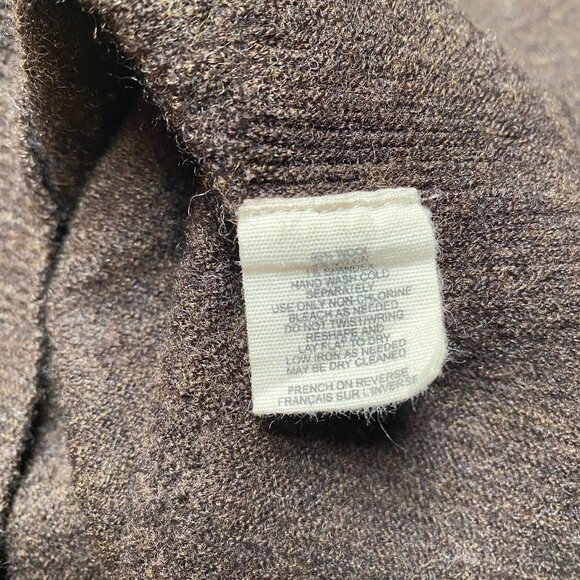 WOOL
HAND WASH COLD
SEPARATELY
USE ONLY NON CHLORINE
BLEACH AS NEEDED
DO NOT TWIST/WRING
RESHAPE AND
LAY FLAT TO DRY
LOW IRON AS NEEDED
MAY BE DRY CLEANED
FRENCH ON REVERSE
FRANÇAIS SUR L'INVERSE